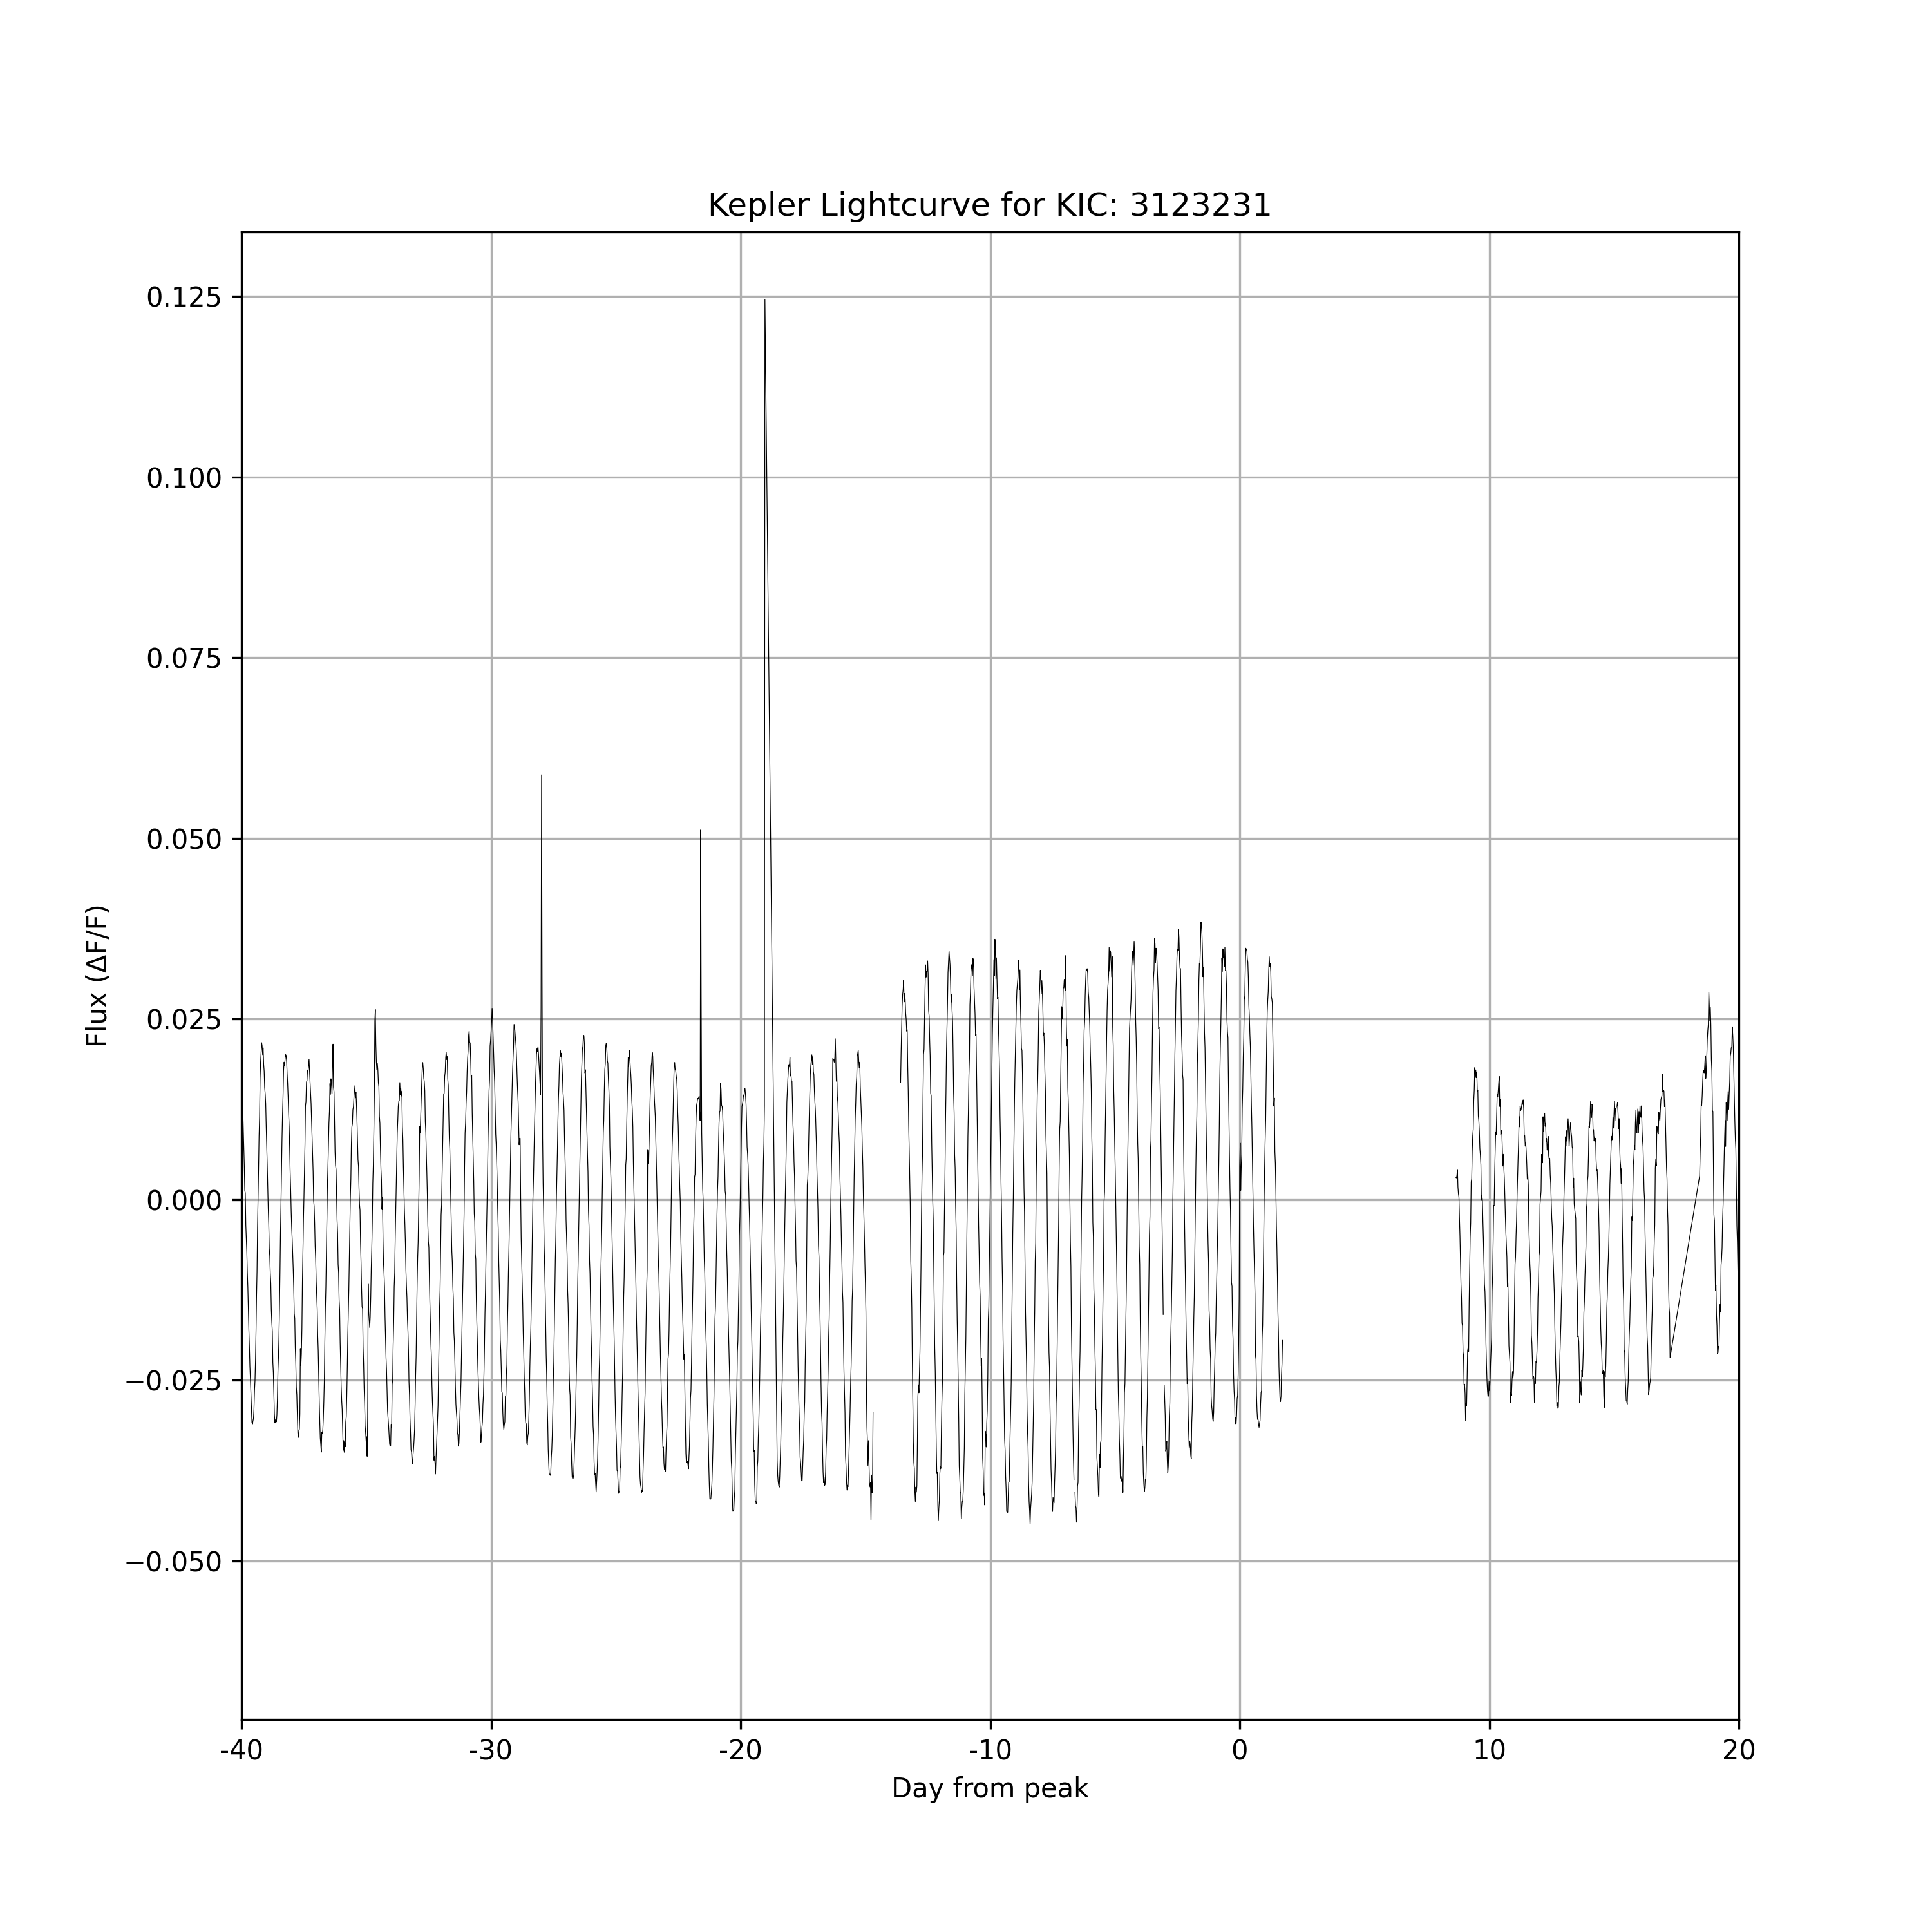 Kepler Lightcurve for KIC: 3123231
0.125
0.100
0.075
0.050
0.025
0.000
−0.025
−0.050
Flux (ΔF/F)
-40 -30 -20 -10 0 10 20
Day from peak